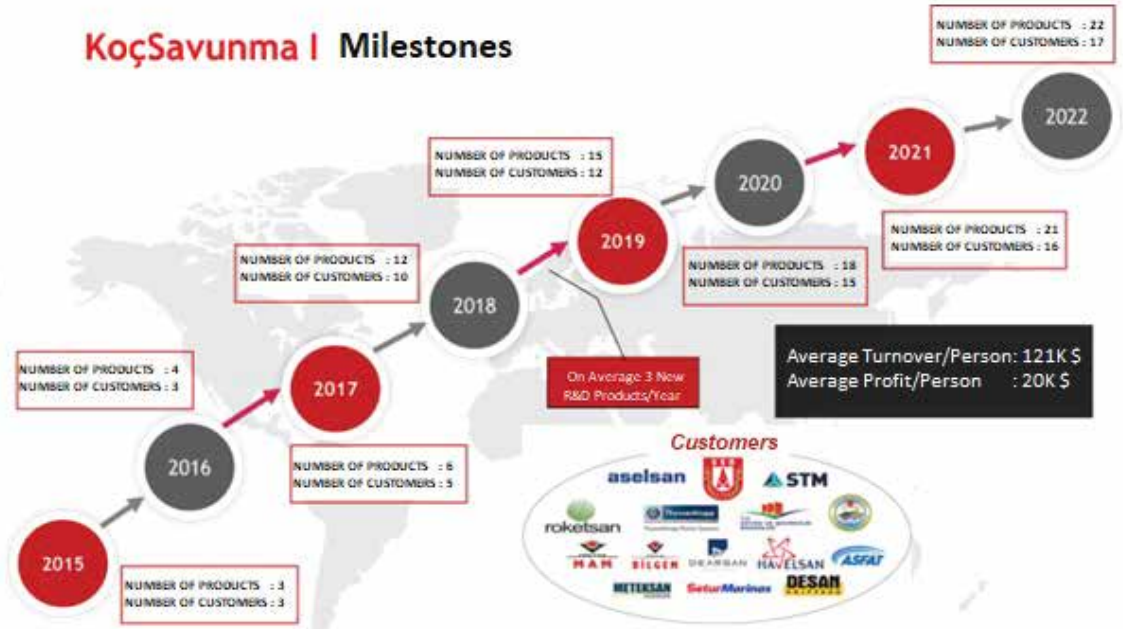 KoçSavunma I Milestones
NUMBER OF PRODUCTS : 22
NUMBER OF CUSTOMERS : 17
2022
2021
NUMBER OF PRODUCTS : 21
NUMBER OF CUSTOMERS : 16
2020
NUMBER OF PRODUCTS : 18
NUMBER OF CUSTOMERS : 15
NUMBER OF PRODUCTS : 15
NUMBER OF CUSTOMERS : 12
2019
NUMBER OF PRODUCTS : 12
NUMBER OF CUSTOMERS : 10
2018
On Average 3 New
R&D Products/Year
Average Turnover/Person: 121K $
Average Profit/Person : 20K $
NUMBER OF PRODUCTS : 4
NUMBER OF CUSTOMERS : 3
2017
NUMBER OF PRODUCTS : 6
NUMBER OF CUSTOMERS : 5
2016
2015
NUMBER OF PRODUCTS : 3
NUMBER OF CUSTOMERS : 3
Customers
aselsan
STM
roketsan
MAM
BILGEM
DEARSAN
HAVELSAN
ASFAT
METEKSAN
SeturMarinas
DESAN